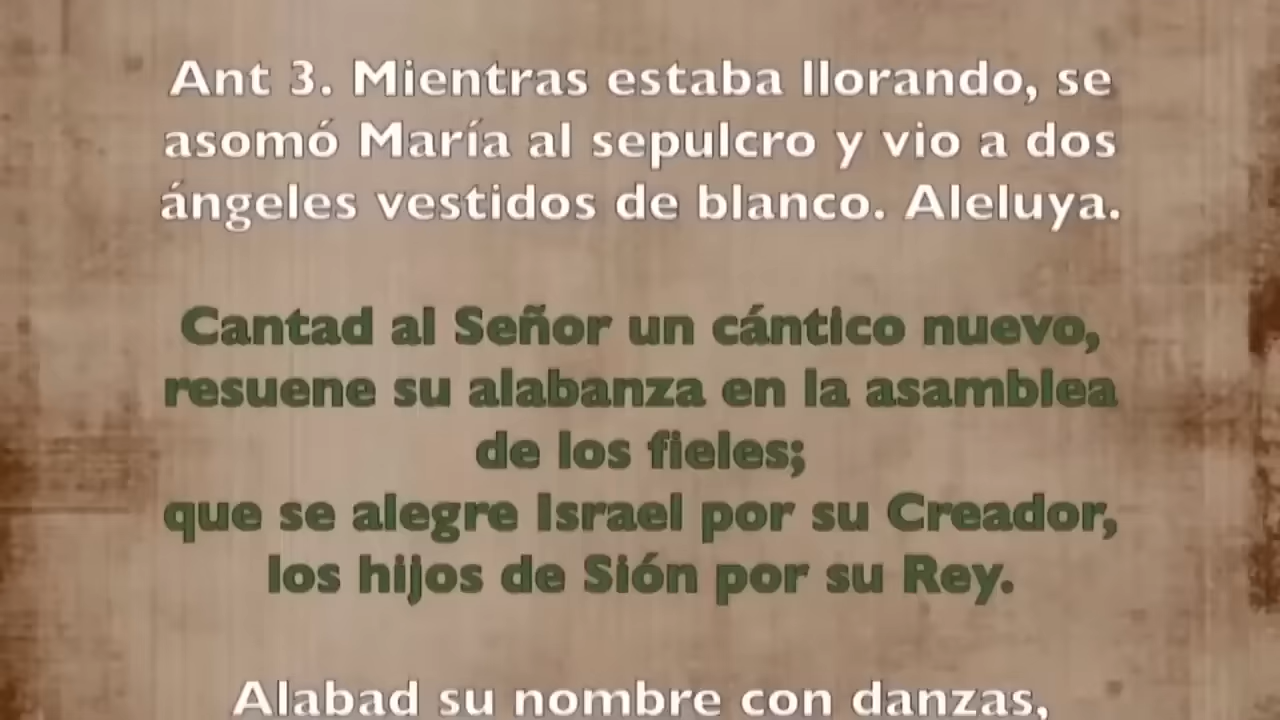 Ant 3. Mientras estaba llorando, se
asomó María al sepulcro y vio a dos
ángeles vestidos de blanco. Aleluya.
Cantad al Señor un cántico nuevo,
resuene su alabanza en la asamblea
de los fieles;
que se alegre Israel por su Creador,
los hijos de Sión por su Rey.
Alabad su nombre con danzas,